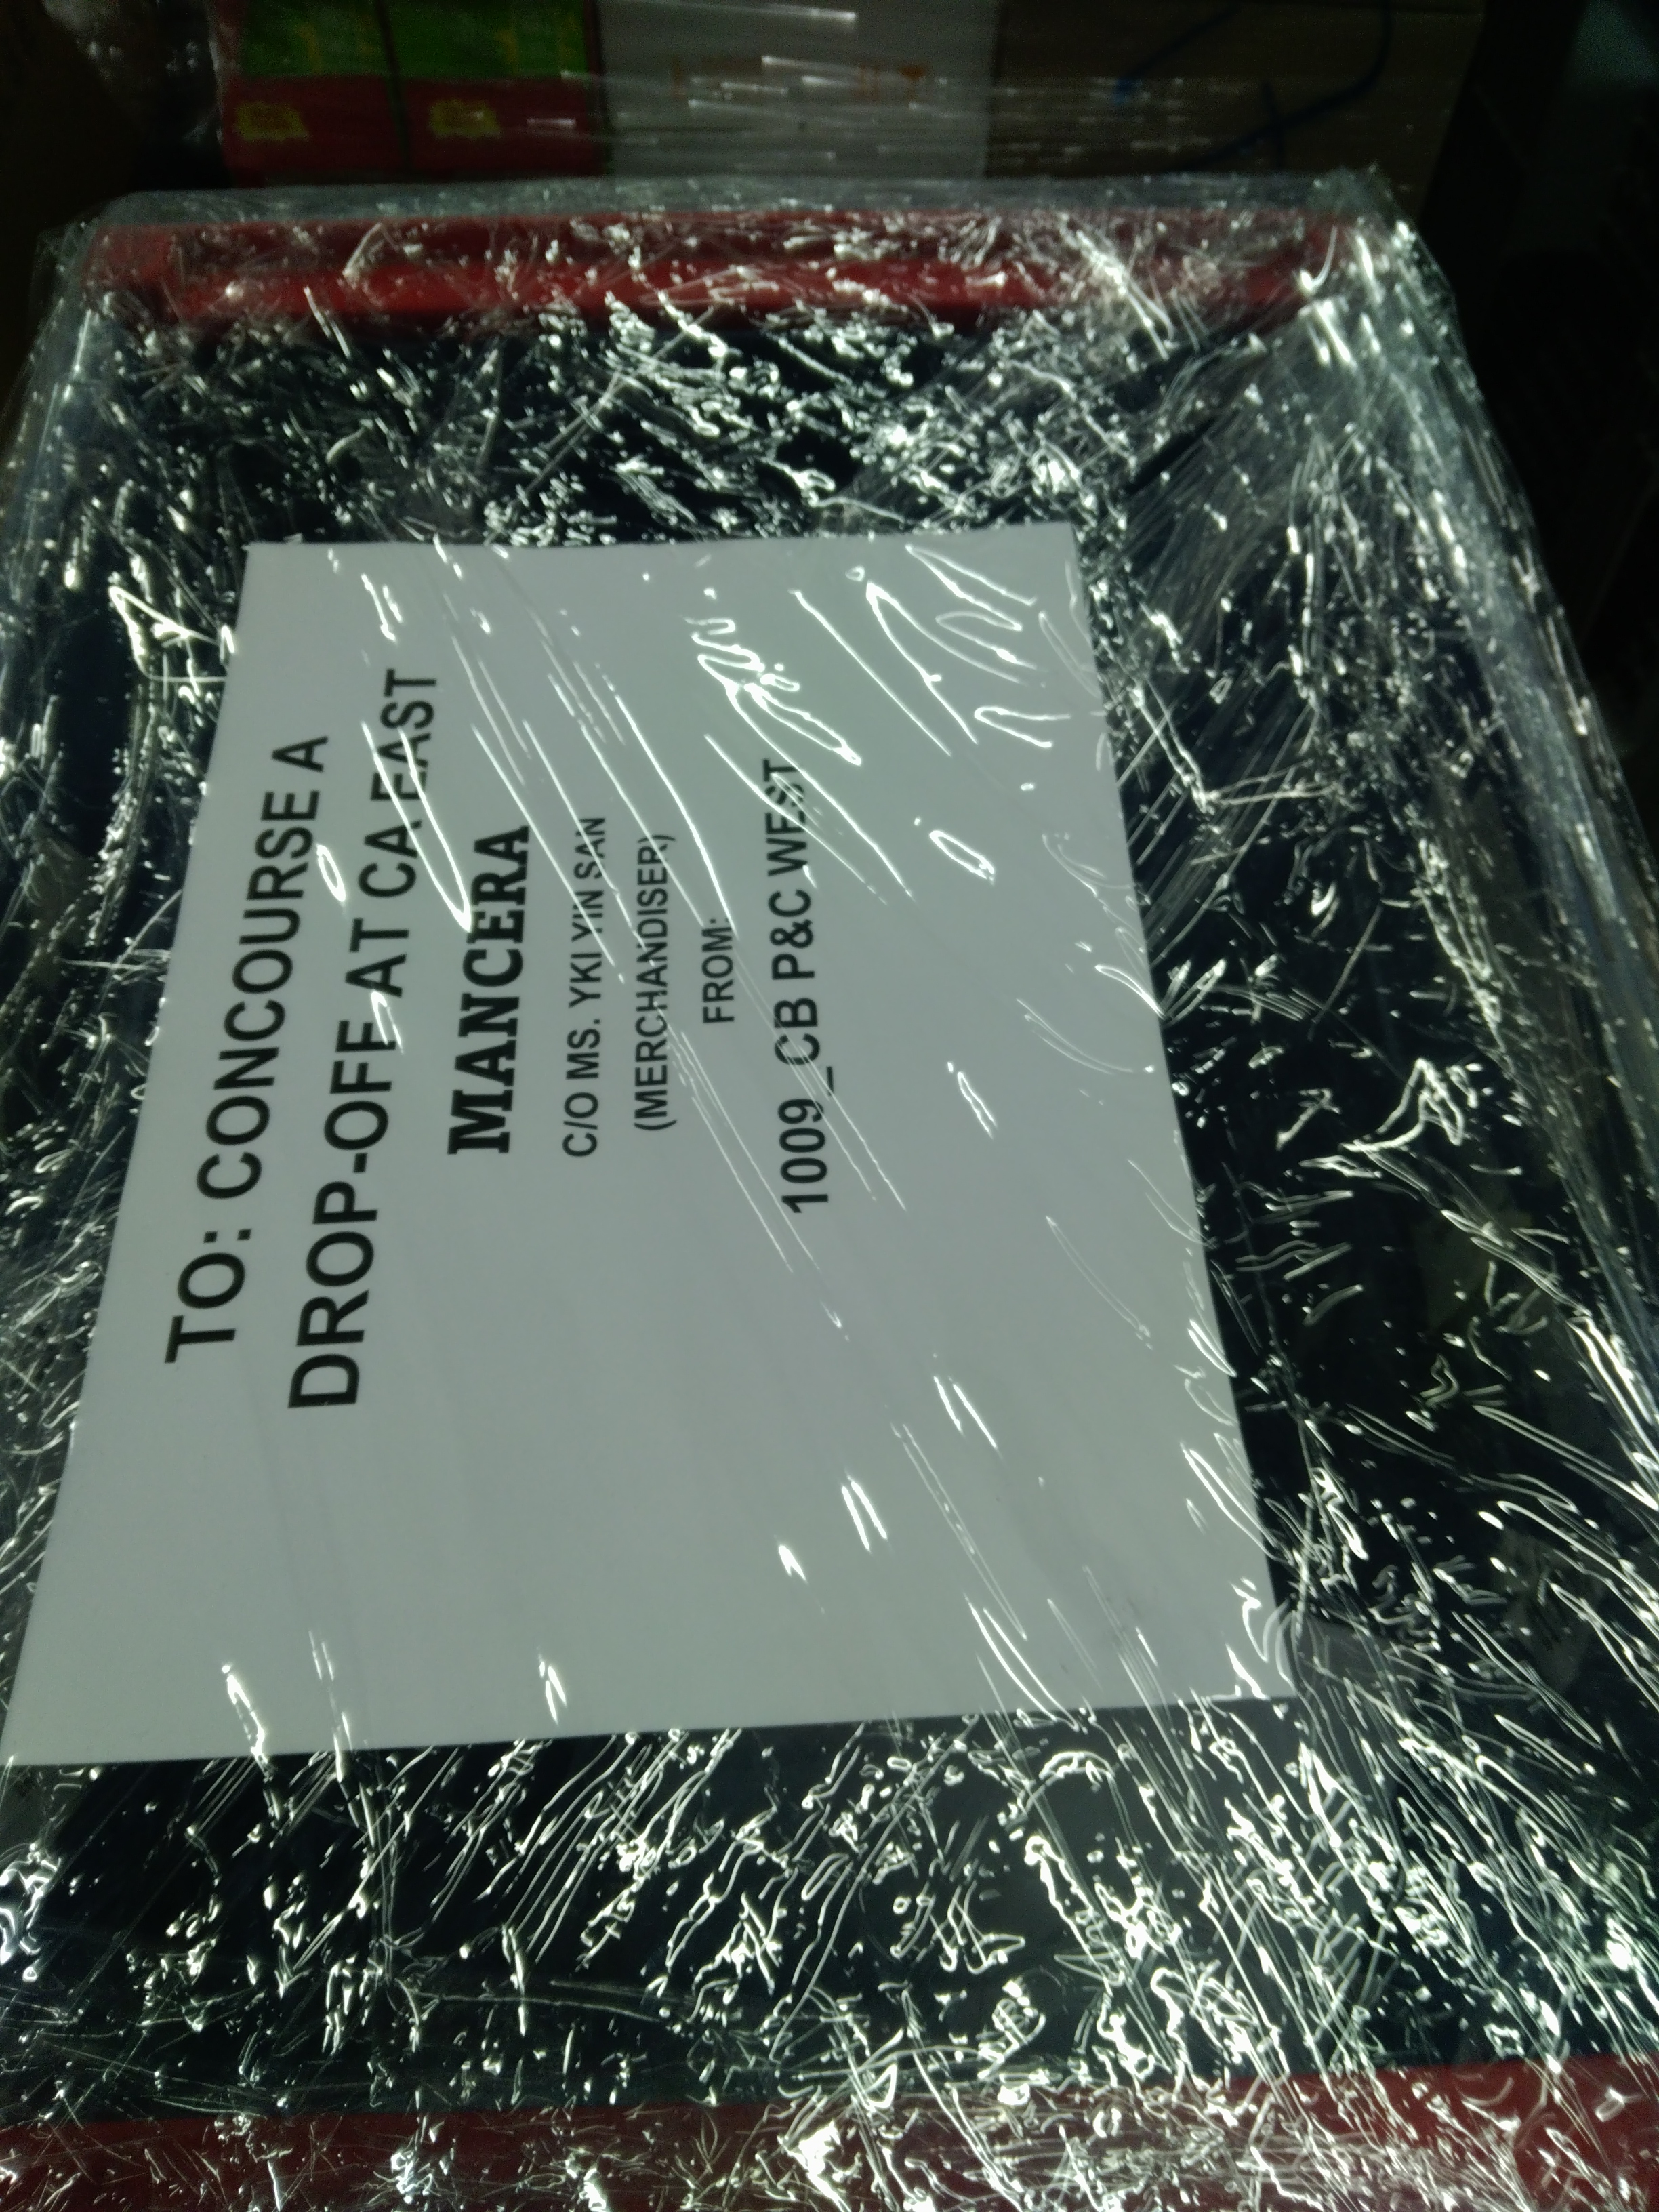 TO: CONCOURSE A
DROP-OFF AT CA EAST
MANCERA
C/O MS. YKI YIN SAN
(MERCHANDISER)
FROM:
1009_CB P&C WEST